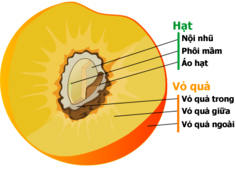 Hạt
Nội nhũ
Phôi mầm
Áo hạt
Vỏ quả
Vỏ quả trong
Vỏ quả giữa
Vỏ quả ngoài